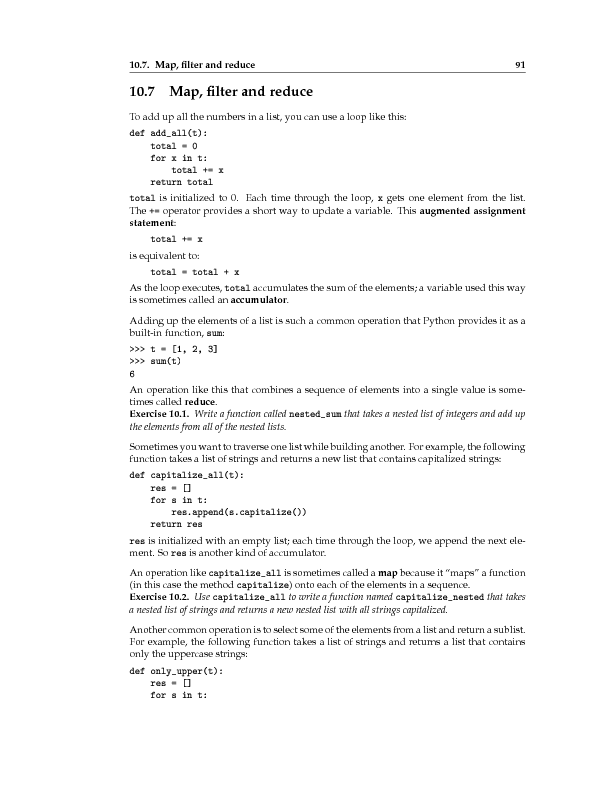 10.7. Map, filter and reduce 91
10.7 Map, filter and reduce
To add up all the numbers in a list, you can use a loop like this:
def add_all(t):
    total = 0
    for x in t:
        total += x
    return total
total is initialized to 0. Each time through the loop, x gets one element from the list.
The += operator provides a short way to update a variable. This augmented assignment
statement:
    total += x
is equivalent to:
    total = total + x
As the loop executes, total accumulates the sum of the elements; a variable used this way
is sometimes called an accumulator.
Adding up the elements of a list is such a common operation that Python provides it as a
built-in function, sum:
>>> t = [1, 2, 3]
>>> sum(t)
6
An operation like this that combines a sequence of elements into a single value is some-
times called reduce.
Exercise 10.1. Write a function called nested_sum that takes a nested list of integers and add up
the elements from all of the nested lists.
Sometimes you want to traverse one list while building another. For example, the following
function takes a list of strings and returns a new list that contains capitalized strings:
def capitalize_all(t):
    res = []
    for s in t:
        res.append(s.capitalize())
    return res
res is initialized with an empty list; each time through the loop, we append the next ele-
ment. So res is another kind of accumulator.
An operation like capitalize_all is sometimes called a map because it “maps” a function
(in this case the method capitalize) onto each of the elements in a sequence.
Exercise 10.2. Use capitalize_all to write a function named capitalize_nested that takes
a nested list of strings and returns a new nested list with all strings capitalized.
Another common operation is to select some of the elements from a list and return a sublist.
For example, the following function takes a list of strings and returns a list that contains
only the uppercase strings:
def only_upper(t):
    res = []
    for s in t: